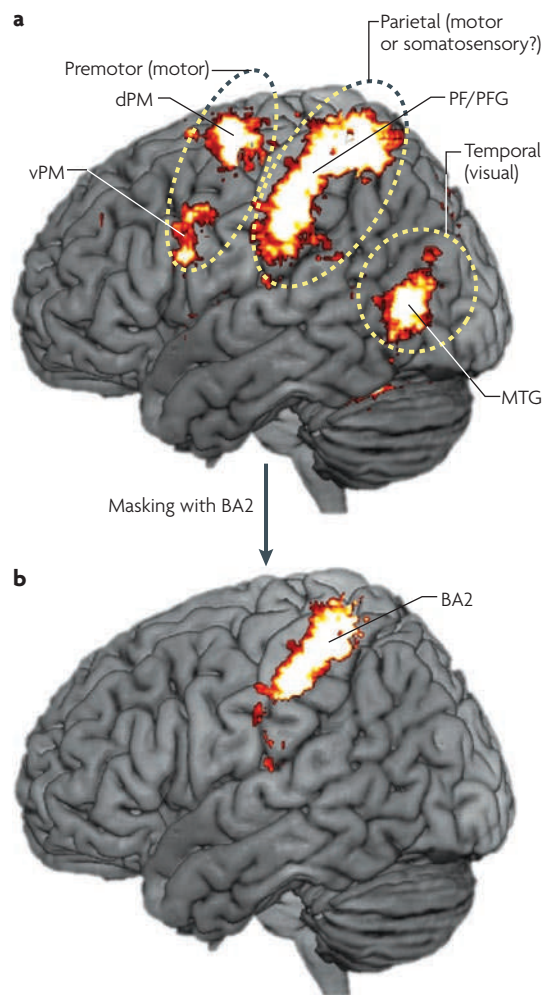 a
Parietal (motor
or somatosensory?)
Premotor (motor)
dPM
PF/PFG
Temporal
(visual)
vPM
MTG
Masking with BA2
b
BA2